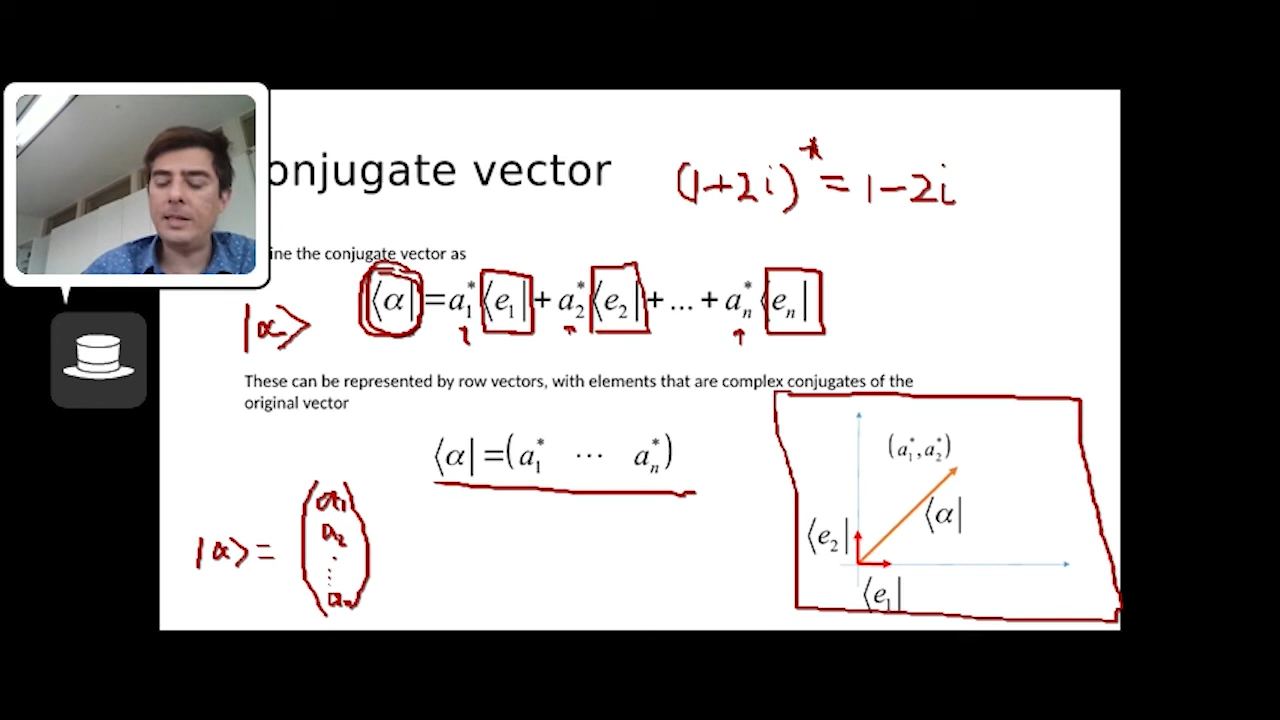 onjugate vector
(1+2i)* = 1-2i
ine the conjugate vector as
⟨α| = a₁* ⟨e₁| + a₂* ⟨e₂| + ... + aₙ* ⟨eₙ|
|α⟩
These can be represented by row vectors, with elements that are complex conjugates of the
original vector
⟨α| = (a₁* ⋯ aₙ*)
(a₁*, a₂*)
⟨α|
⟨e₂|
⟨e₁|
|α⟩ =
(a₁
a₂
⋮
aₙ)